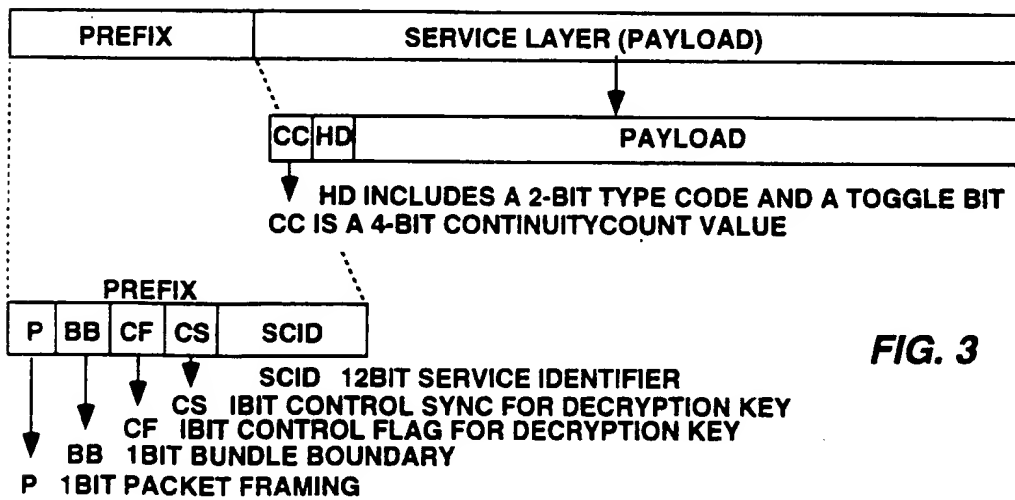 PREFIX SERVICE LAYER (PAYLOAD)
CC HD PAYLOAD
HD INCLUDES A 2-BIT TYPE CODE AND A TOGGLE BIT
CC IS A 4-BIT CONTINUITYCOUNT VALUE
PREFIX
P BB CF CS SCID
FIG. 3
SCID 12BIT SERVICE IDENTIFIER
CS IBIT CONTROL SYNC FOR DECRYPTION KEY
CF IBIT CONTROL FLAG FOR DECRYPTION KEY
BB 1BIT BUNDLE BOUNDARY
P 1BIT PACKET FRAMING